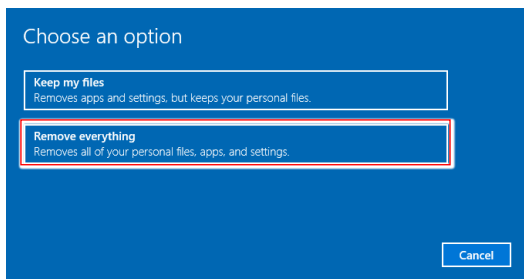 Choose an option
Keep my files
Removes apps and settings, but keeps your personal files.
Remove everything
Removes all of your personal files, apps, and settings.
Cancel